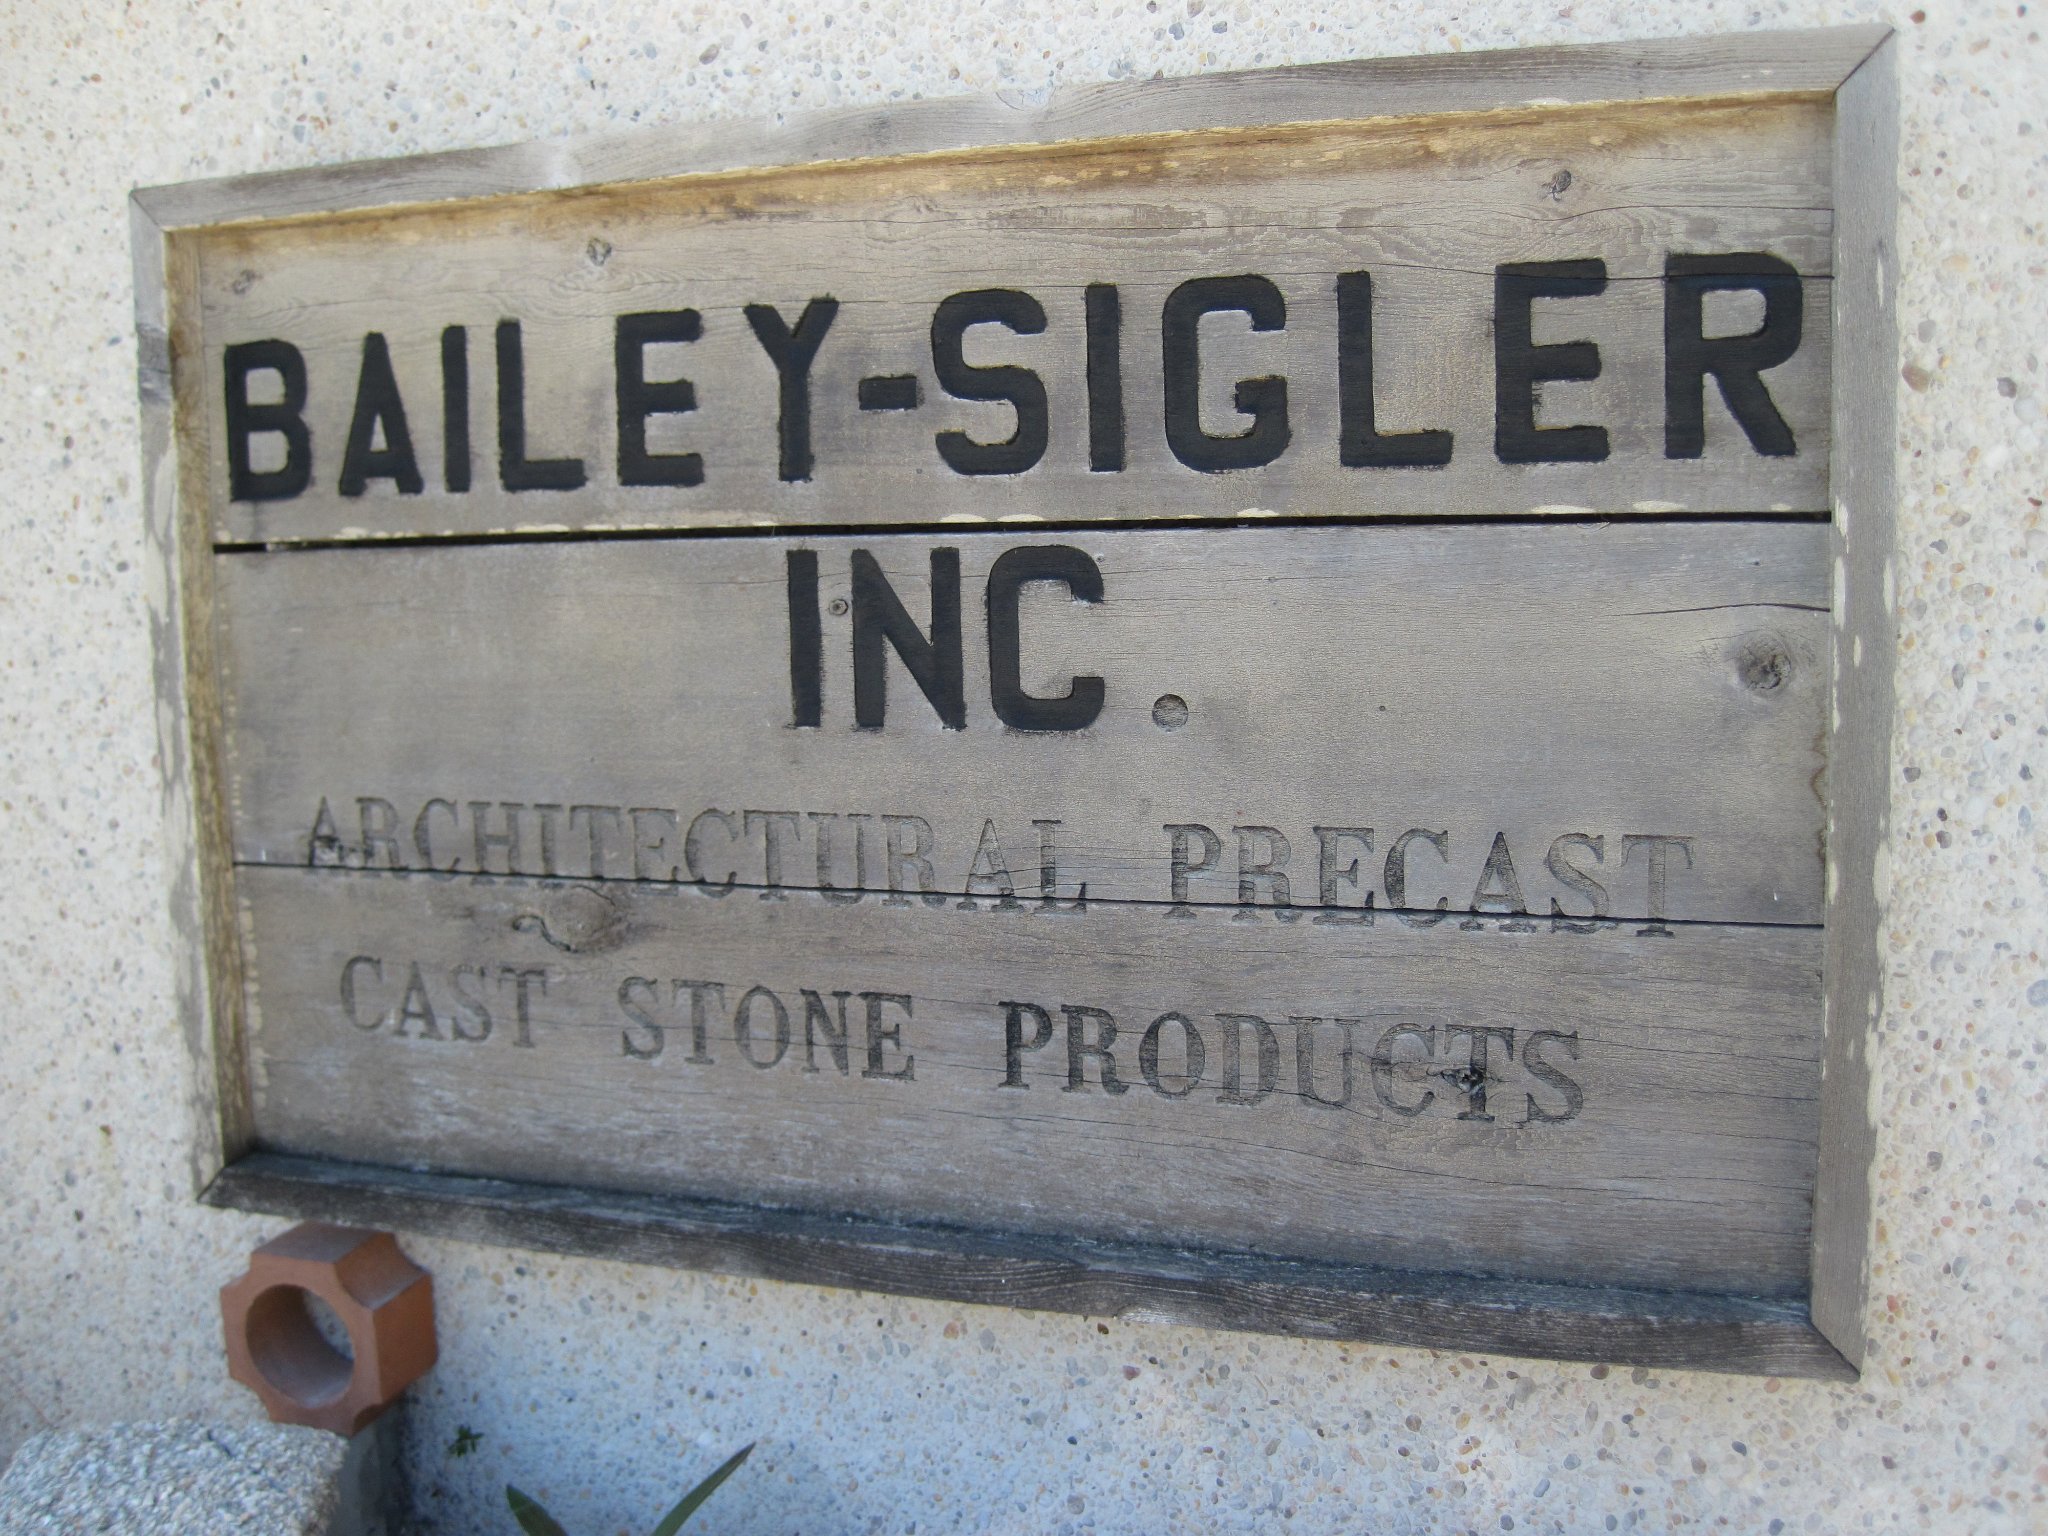 BAILEY-SIGLER
INC.
ARCHITECTURAL PRECAST
CAST STONE PRODUCTS